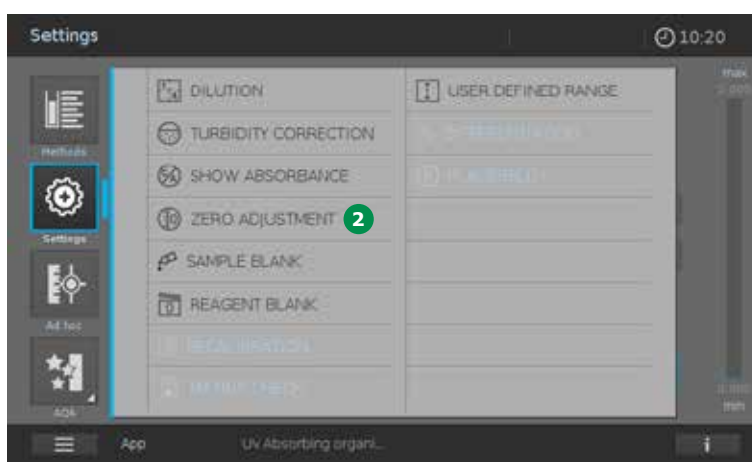 Settings
10:20
Methods
Settings
Ad hoc
AQA
DILUTION
TURBIDITY CORRECTION
SHOW ABSORBANCE
ZERO ADJUSTMENT 2
SAMPLE BLANK
REAGENT BLANK
RECALIBRATION
USER DEFINED RANGE
max
min
App
Uv Absorbing organi...
i